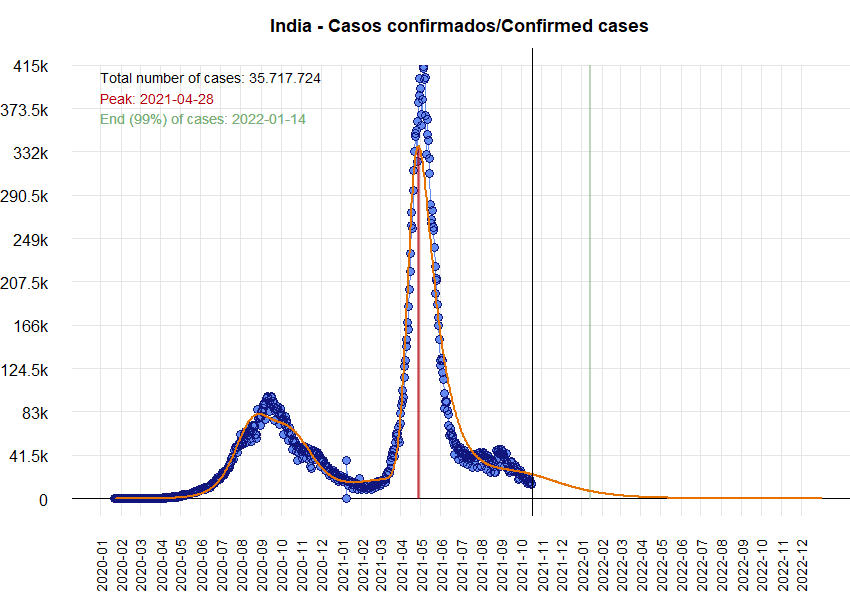 India - Casos confirmados/Confirmed cases
415k
Total number of cases: 35.717.724
Peak: 2021-04-28
End (99%) of cases: 2022-01-14
373.5k
332k
290.5k
249k
207.5k
166k
124.5k
83k
41.5k
0
2020-01
2020-02
2020-03
2020-04
2020-05
2020-06
2020-07
2020-08
2020-09
2020-10
2020-11
2020-12
2021-01
2021-02
2021-03
2021-04
2021-05
2021-06
2021-07
2021-08
2021-09
2021-10
2021-11
2021-12
2022-01
2022-02
2022-03
2022-04
2022-05
2022-06
2022-07
2022-08
2022-09
2022-10
2022-11
2022-12